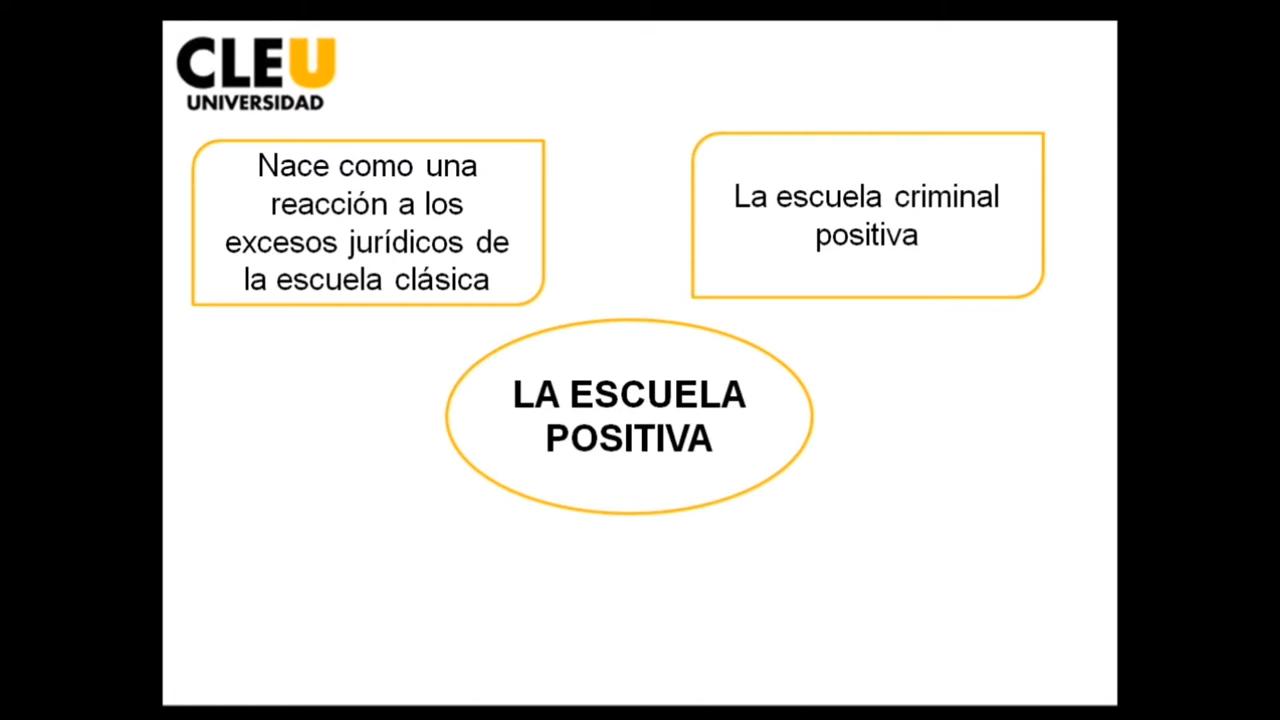 CLEU
UNIVERSIDAD
Nace como una
reacción a los
excesos jurídicos de
la escuela clásica
La escuela criminal
positiva
LA ESCUELA
POSITIVA